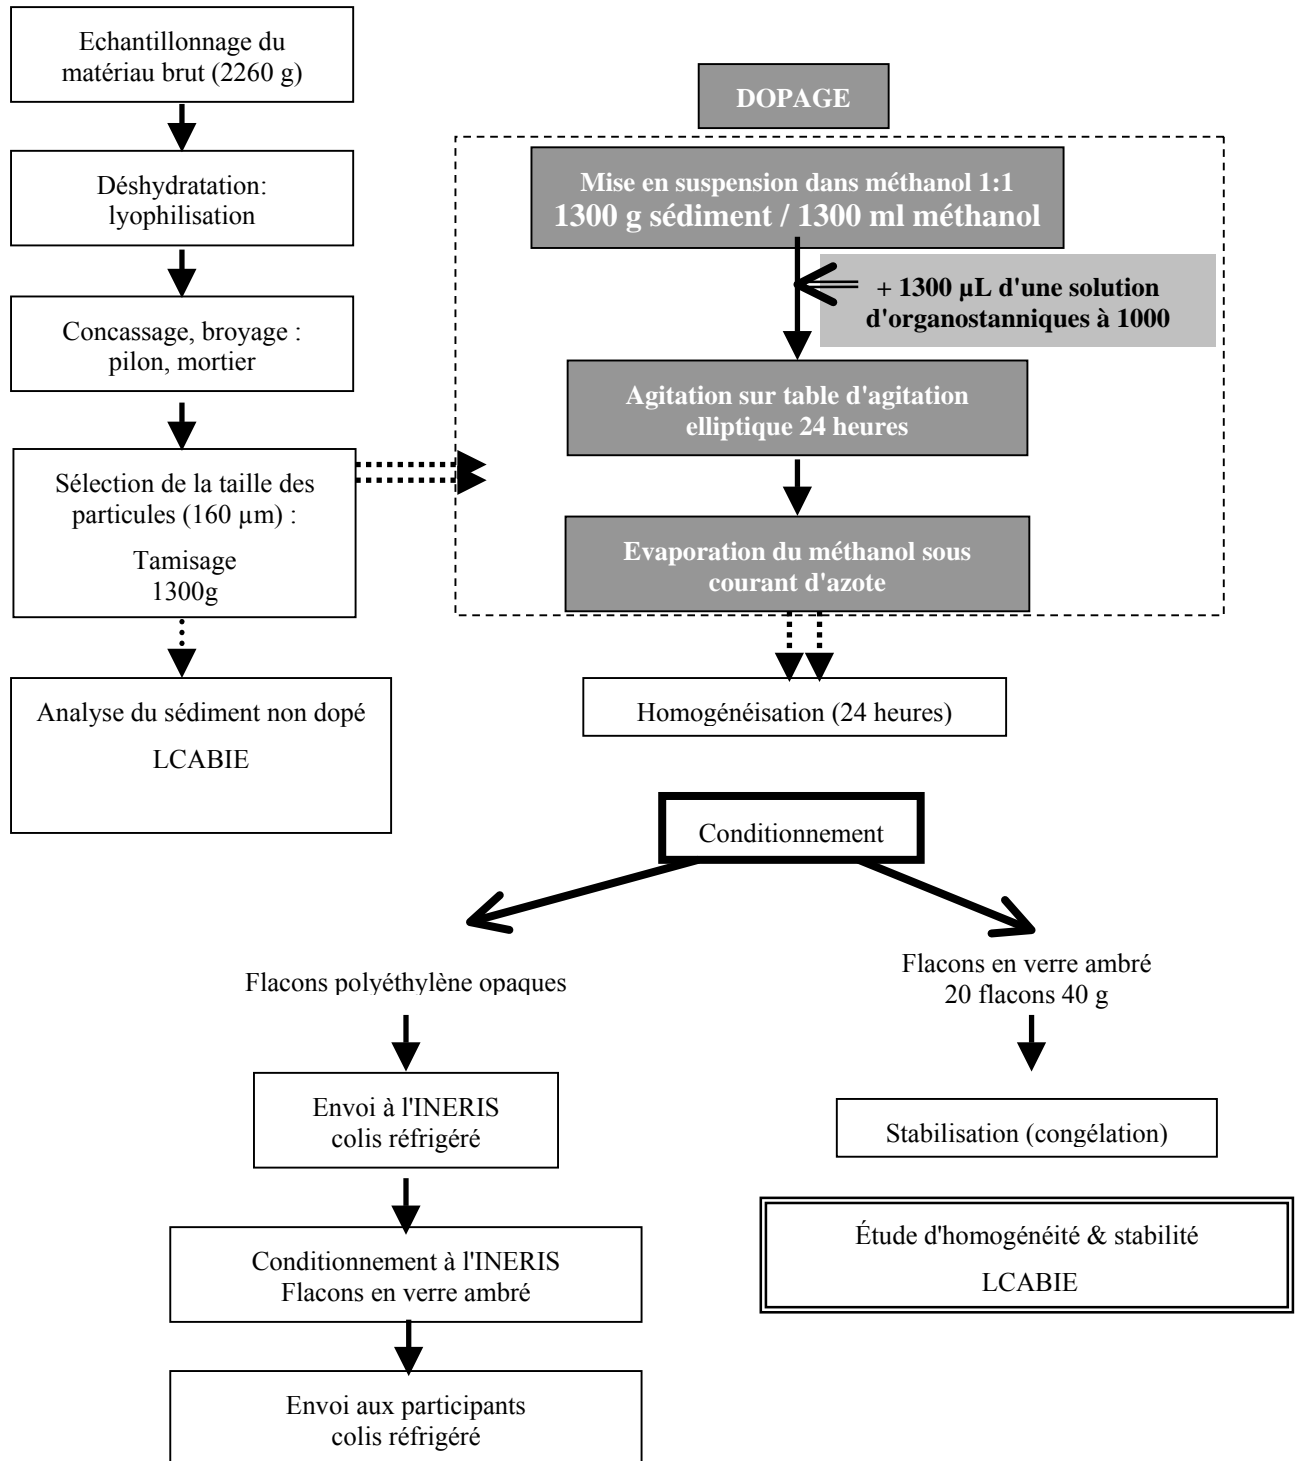 Echantillonnage du
matériau brut (2260 g)
Déshydratation:
lyophilisation
Concassage, broyage :
pilon, mortier
Sélection de la taille des
particules (160 µm) :
Tamisage
1300g
Analyse du sédiment non dopé
LCABIE
DOPAGE
Mise en suspension dans méthanol 1:1
1300 g sédiment / 1300 ml méthanol
+ 1300 µL d'une solution
d'organostanniques à 1000
Agitation sur table d'agitation
elliptique 24 heures
Evaporation du méthanol sous
courant d'azote
Homogénéisation (24 heures)
Conditionnement
Flacons polyéthylène opaques
Envoi à l'INERIS
colis réfrigéré
Conditionnement à l'INERIS
Flacons en verre ambré
Envoi aux participants
colis réfrigéré
Flacons en verre ambré
20 flacons 40 g
Stabilisation (congélation)
Étude d'homogénéité & stabilité
LCABIE